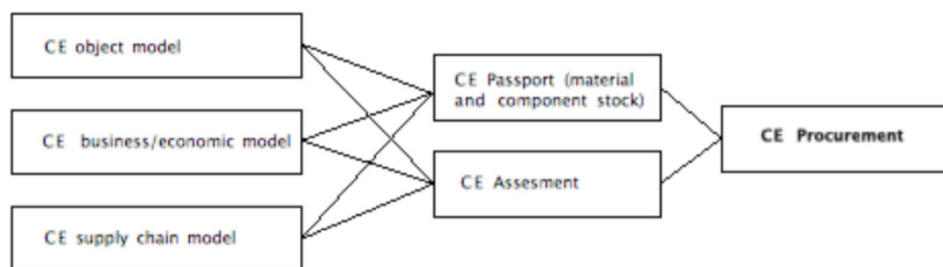 CE object model
CE business/economic model
CE supply chain model
CE Passport (material
and component stock)
CE Assesment
CE Procurement